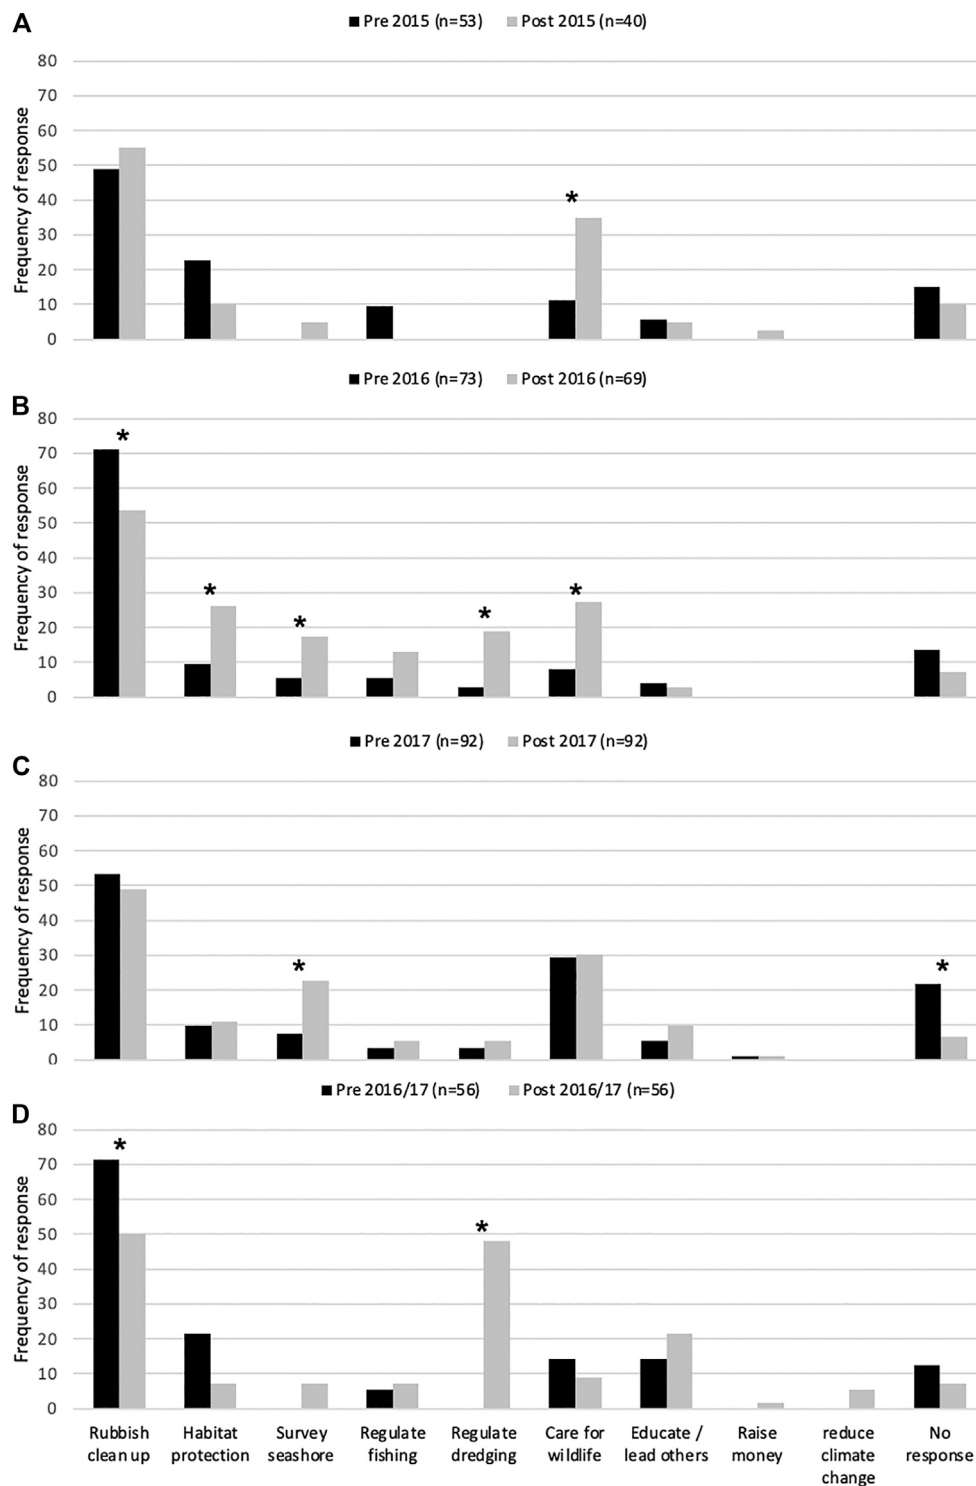 A
Pre 2015 (n=53) Post 2015 (n=40)
Frequency of response
80
70
60
50
40
30
20
10
0
Pre 2016 (n=73) Post 2016 (n=69)
B
Frequency of response
80
70
60
50
40
30
20
10
0
Pre 2017 (n=92) Post 2017 (n=92)
C
Frequency of response
80
70
60
50
40
30
20
10
0
Pre 2016/17 (n=56) Post 2016/17 (n=56)
D
Frequency of response
80
70
60
50
40
30
20
10
0
Rubbish
clean up
Habitat
protection
Survey
seashore
Regulate
fishing
Regulate
dredging
Care for
wildlife
Educate /
lead others
Raise
money
reduce
climate
change
No
response